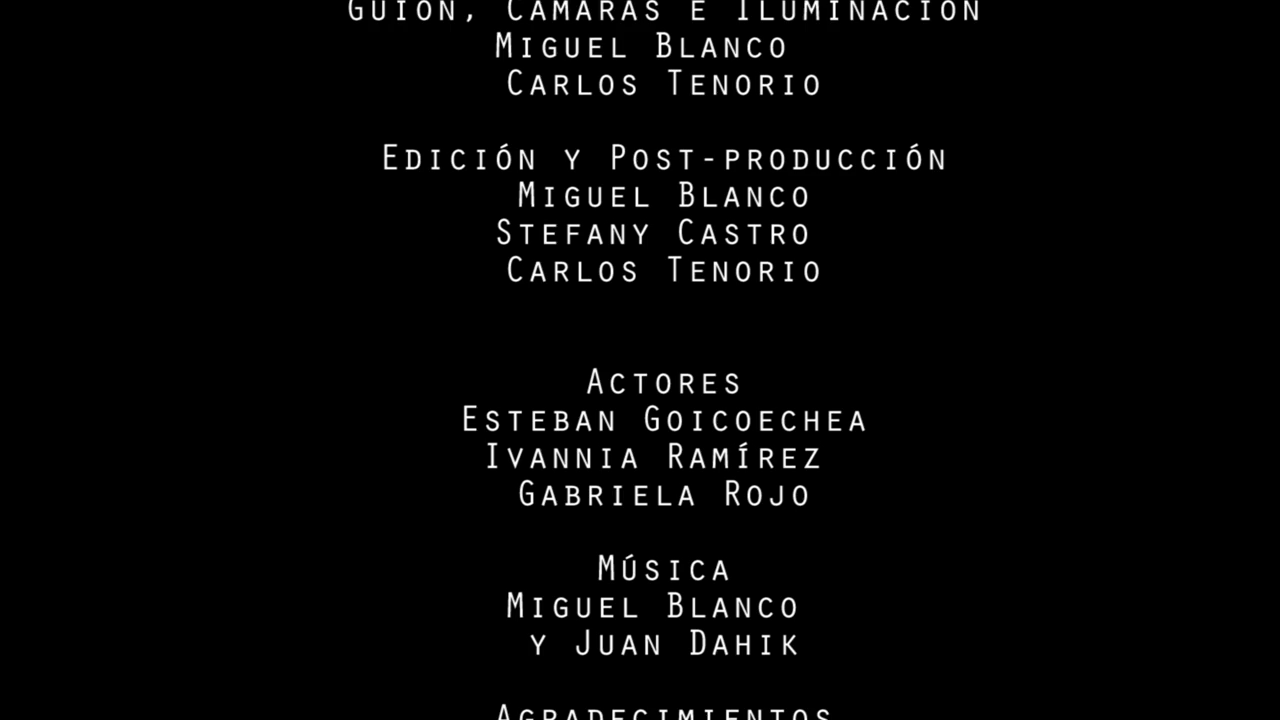 Guión, Cámaras e Iluminación
Miguel Blanco
Carlos Tenorio
Edición y Post-producción
Miguel Blanco
Stefany Castro
Carlos Tenorio
Actores
Esteban Goicoechea
Ivannia Ramírez
Gabriela Rojo
Música
Miguel Blanco
y Juan Dahik
Agradecimientos